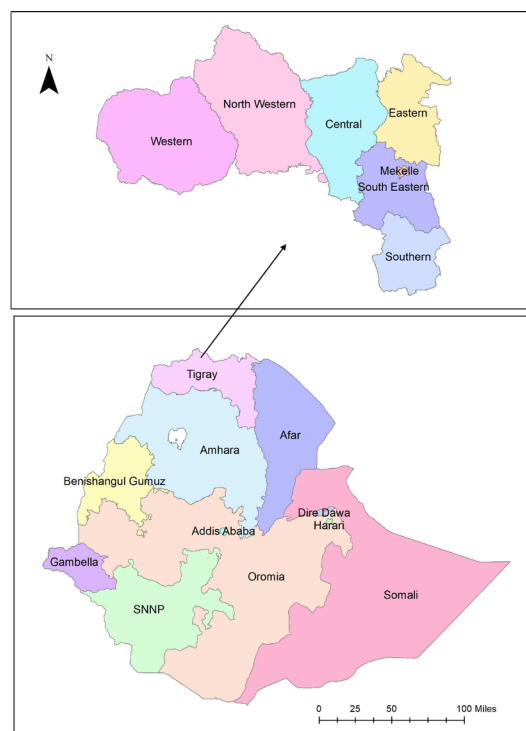 N
North Western
Western
Central
Eastern
Mekelle
South Eastern
Southern
Tigray
Amhara
Afar
Benishangul Gumuz
Dire Dawa
Harari
Addis Ababa
Gambella
Oromia
Somali
SNNP
0 25 50 100 Miles